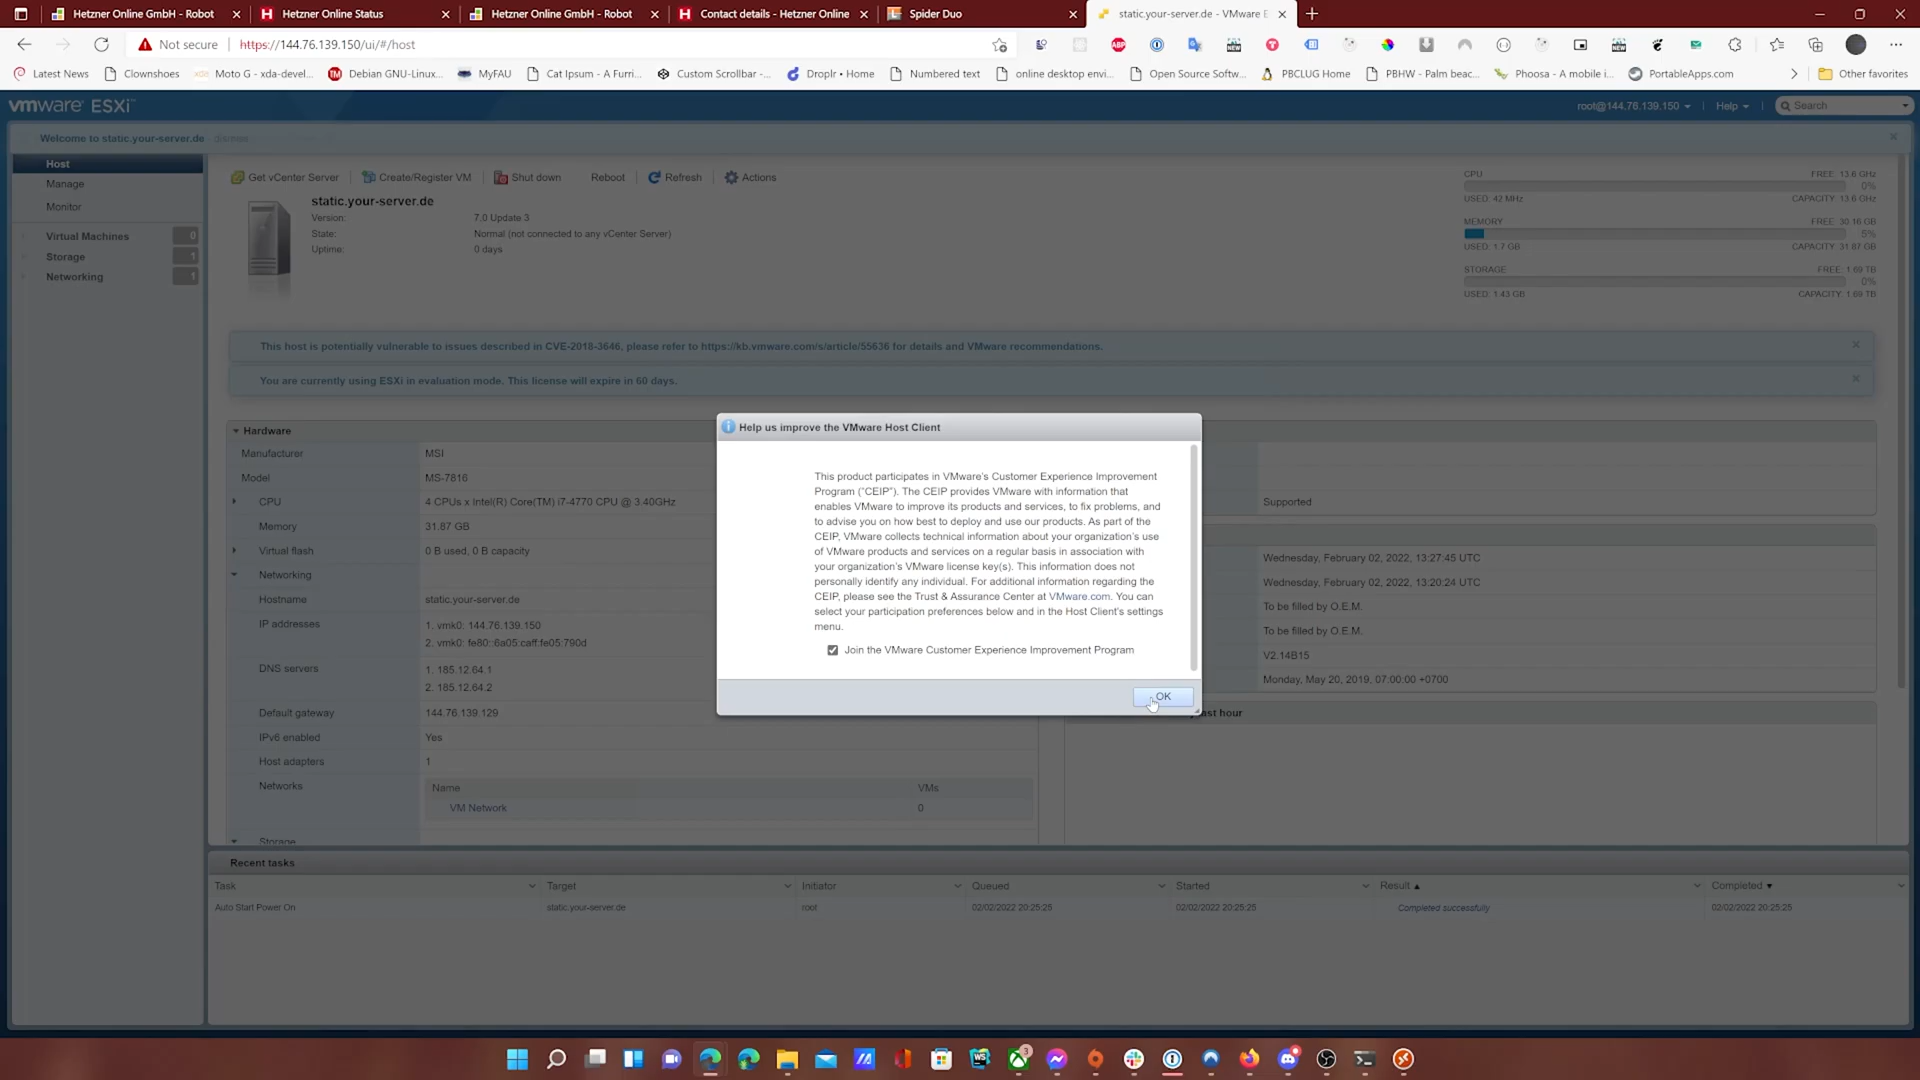 Hetzner Online GmbH - Robot
Hetzner Online Status
Hetzner Online GmbH - Robot
Contact details - Hetzner Online
Spider Duo
static.your-server.de - VMware E
Not secure
https://144.76.139.150/ui/#/host
Latest News
Clownshoes
Moto G - xda-devel...
Debian GNU-Linux...
MyFAU
Cat Ipsum - A Furri...
Custom Scrollbar -...
Droplr • Home
Numbered text
online desktop envi...
Open Source Softw...
PBCLUG Home
PBHW - Palm beac...
Phoosa - A mobile i...
PortableApps.com
Other favorites
vmware ESXi
root@144.76.139.150
Help
Search
Welcome to static.your-server.de
dismiss
Host
Manage
Monitor
Virtual Machines 0
Storage 1
Networking 1
Get vCenter Server
Create/Register VM
Shut down
Reboot
Refresh
Actions
static.your-server.de
Version: 7.0 Update 3
State: Normal (not connected to any vCenter Server)
Uptime: 0 days
CPU FREE: 13.6 GHz
0%
USED: 42 MHz CAPACITY: 13.6 GHz
MEMORY FREE: 30.16 GB
5%
USED: 1.7 GB CAPACITY: 31.87 GB
STORAGE FREE: 1.69 TB
0%
USED: 1.43 GB CAPACITY: 1.69 TB
This host is potentially vulnerable to issues described in CVE-2018-3646, please refer to https://kb.vmware.com/s/article/55636 for details and VMware recommendations.
You are currently using ESXi in evaluation mode. This license will expire in 60 days.
Hardware
Manufacturer MSI
Model MS-7816
CPU 4 CPUs x Intel(R) Core(TM) i7-4770 CPU @ 3.40GHz
Memory 31.87 GB
Virtual flash 0 B used, 0 B capacity
Networking
Hostname static.your-server.de
IP addresses 1. vmk0: 144.76.139.150
2. vmk0: fe80::6a05:caff:fe05:790d
DNS servers 1. 185.12.64.1
2. 185.12.64.2
Default gateway 144.76.139.129
IPv6 enabled Yes
Host adapters 1
Networks
Name VMs
VM Network 0
Storage
Help us improve the VMware Host Client
This product participates in VMware's Customer Experience Improvement
Program ("CEIP"). The CEIP provides VMware with information that
enables VMware to improve its products and services, to fix problems, and
to advise you on how best to deploy and use our products. As part of the
CEIP, VMware collects technical information about your organization's use
of VMware products and services on a regular basis in association with
your organization's VMware license key(s). This information does not
personally identify any individual. For additional information regarding the
CEIP, please see the Trust & Assurance Center at VMware.com. You can
select your participation preferences below and in the Host Client's settings
menu.
Join the VMware Customer Experience Improvement Program
OK
Supported
Wednesday, February 02, 2022, 13:27:45 UTC
Wednesday, February 02, 2022, 13:20:24 UTC
To be filled by O.E.M.
To be filled by O.E.M.
V2.14B15
Monday, May 20, 2019, 07:00:00 +0700
last hour
Recent tasks
Task Target Initiator Queued Started Result Completed
Auto Start Power On static.your-server.de root 02/02/2022 20:25:25 02/02/2022 20:25:25 Completed successfully 02/02/2022 20:25:25